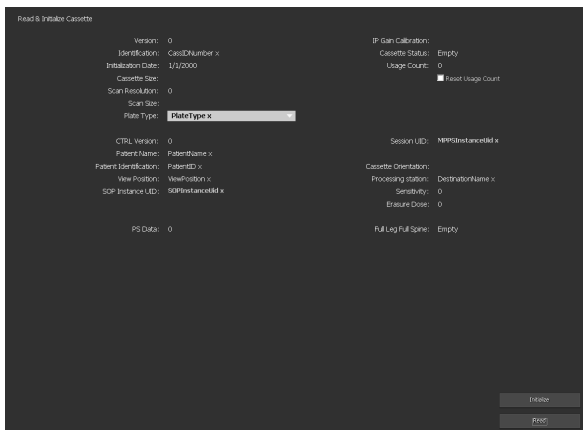 Read & Initialize Cassette
Version: 0 IP Gain Calibration:
Identification: CassIDNumber x Cassette Status: Empty
Initialization Date: 1/1/2000 Usage Count: 0
Cassette Size: Reset Usage Count
Scan Resolution: 0
Scan Size:
Plate Type: PlateType x
CTRL Version: 0 Session UID: MPPSInstanceUid x
Patient Name: PatientName x
Patient Identification: PatientID x Cassette Orientation:
View Position: ViewPosition x Processing station: DestinationName x
SOP Instance UID: SOPInstanceUid x Sensitivity: 0
Erasure Dose: 0
PS Data: 0 Full Leg Full Spine: Empty
Initialize
Read